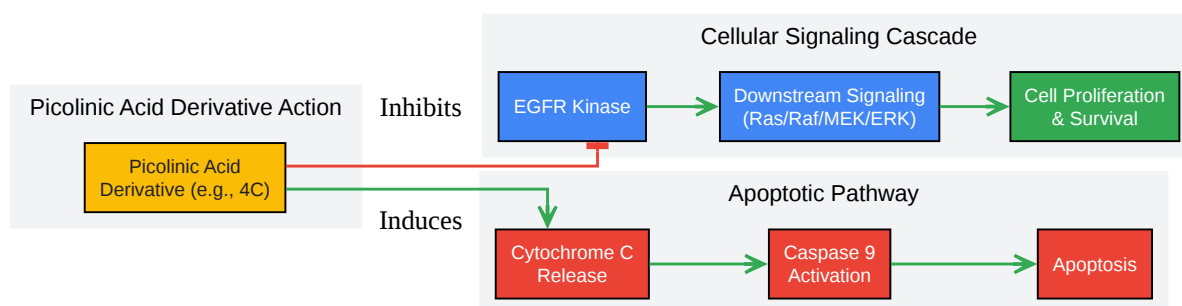 Cellular Signaling Cascade
Picolinic Acid Derivative Action
Inhibits
EGFR Kinase
Downstream Signaling
(Ras/Raf/MEK/ERK)
Cell Proliferation
& Survival
Picolinic Acid
Derivative (e.g., 4C)
Induces
Apoptotic Pathway
Cytochrome C
Release
Caspase 9
Activation
Apoptosis